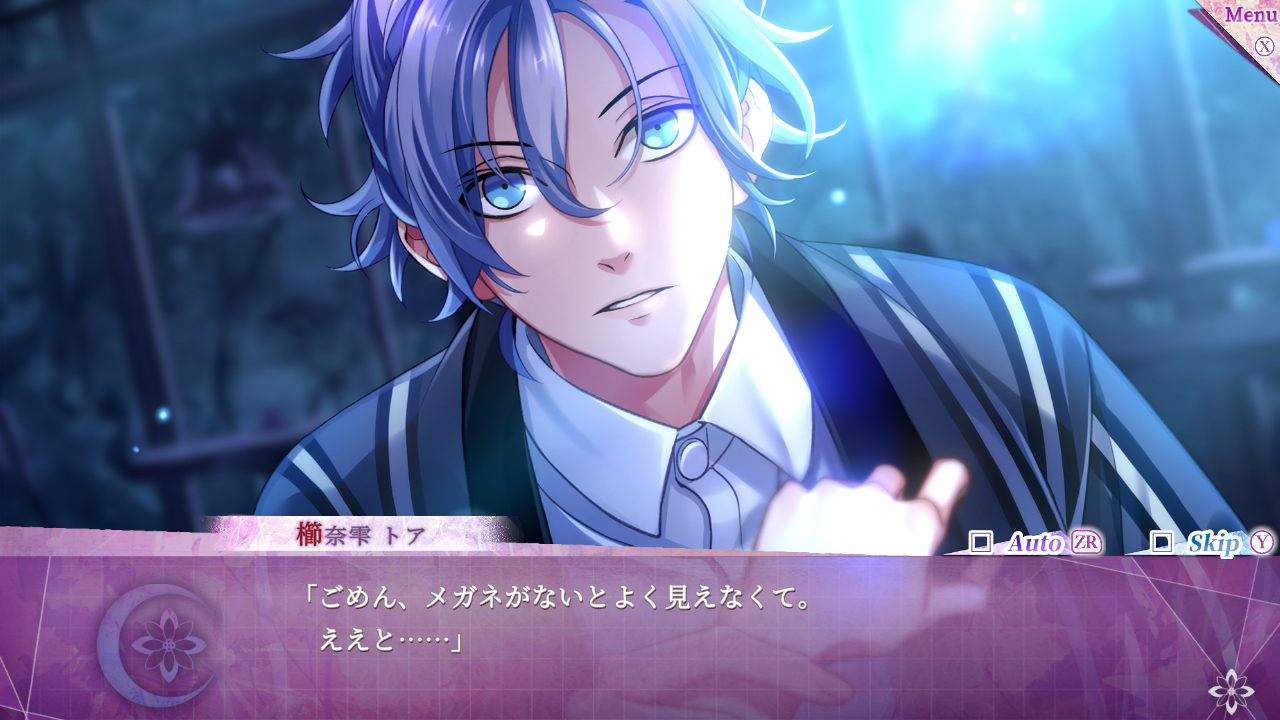 Menu
X
櫛奈雫 トア
Auto ZR
Skip Y
「ごめん、メガネがないとよく見えなくて。
ええと……」